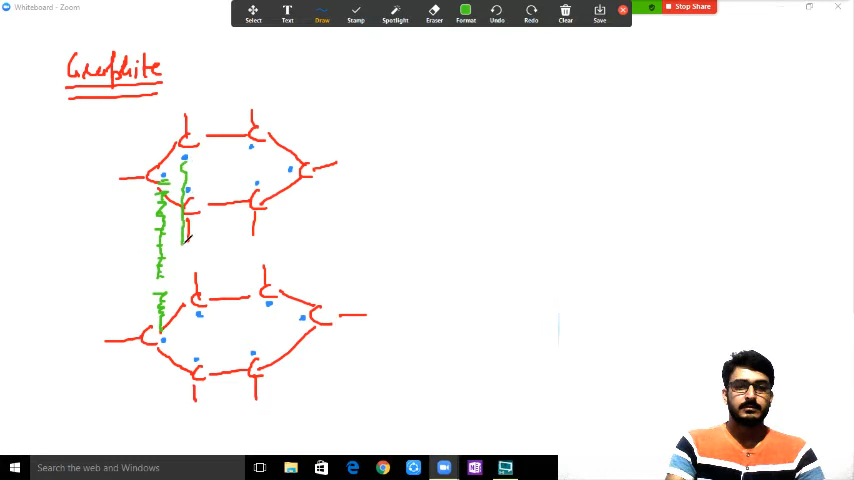 Whiteboard - Zoom
Select Text Draw Stamp Spotlight Eraser Format Undo Redo Clear Save
Stop Share
Graphite
C C
C C
C C
C C
C C
C C
Search the web and Windows